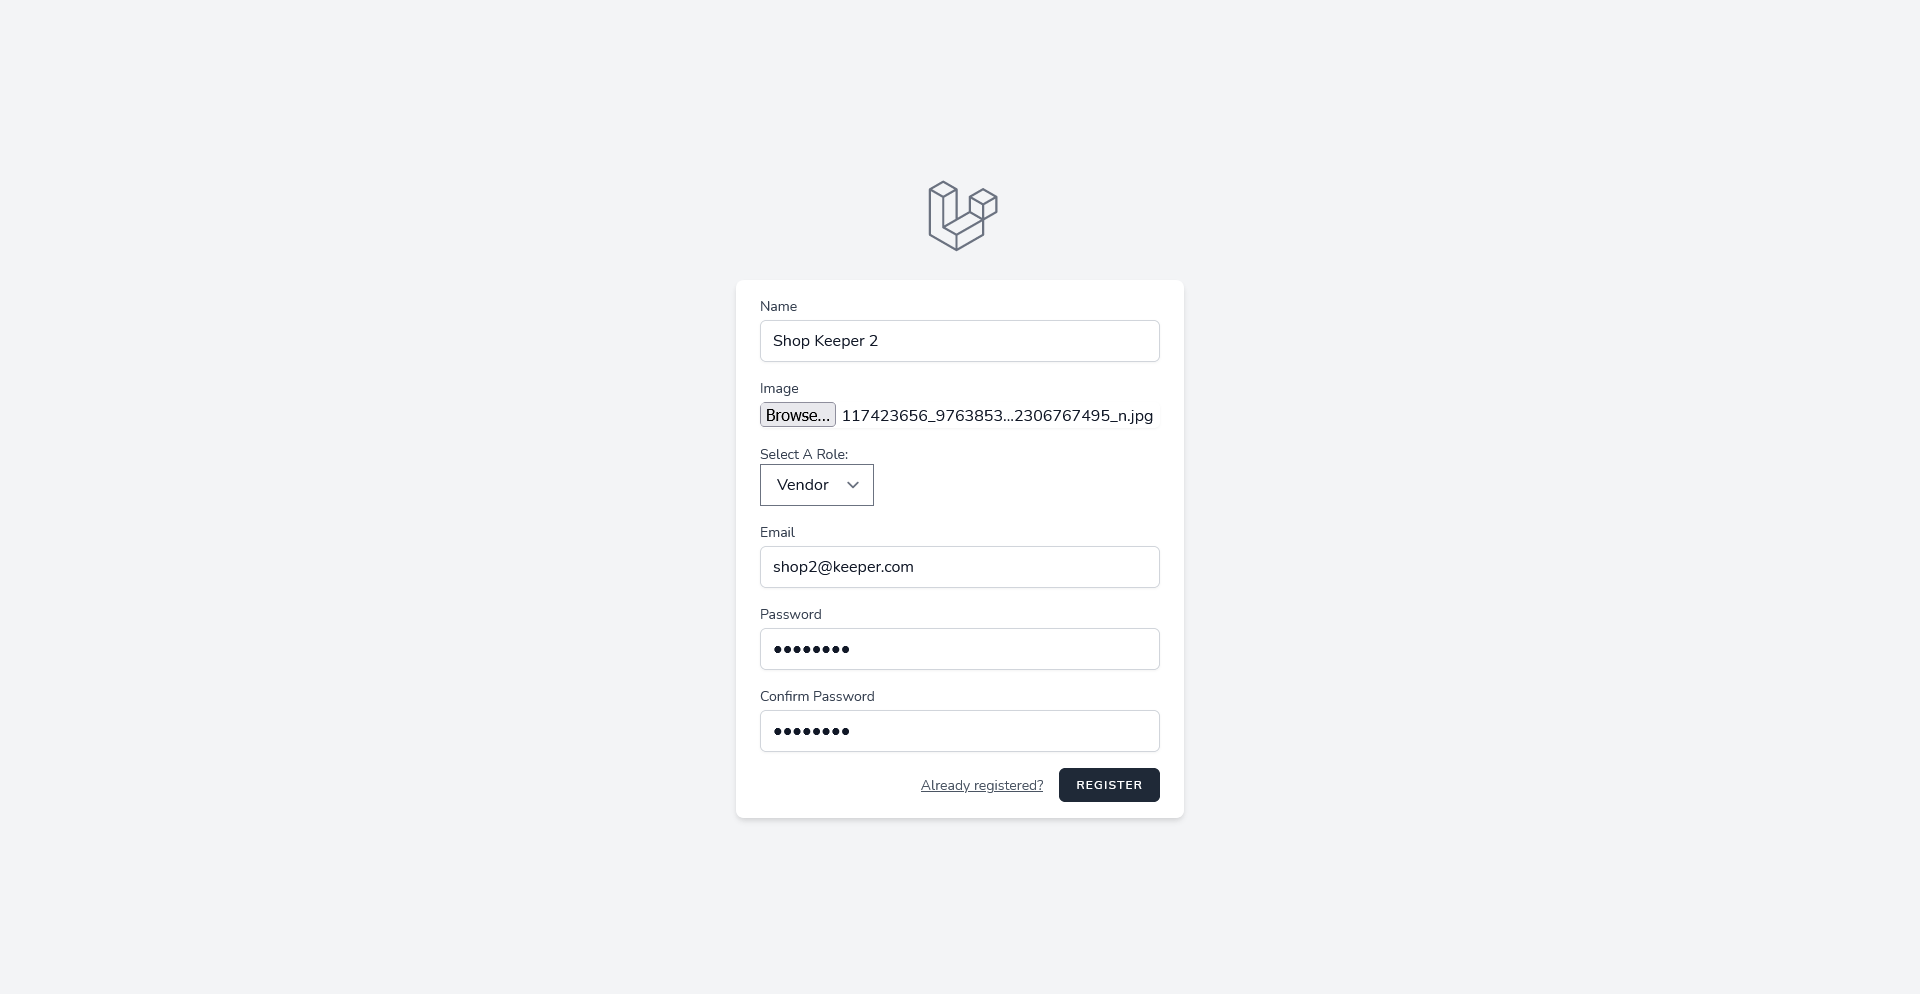 Name
Shop Keeper 2
Image
Browse... 117423656_9763853...2306767495_n.jpg
Select A Role:
Vendor
Email
shop2@keeper.com
Password
●●●●●●●●
Confirm Password
●●●●●●●●
Already registered? REGISTER